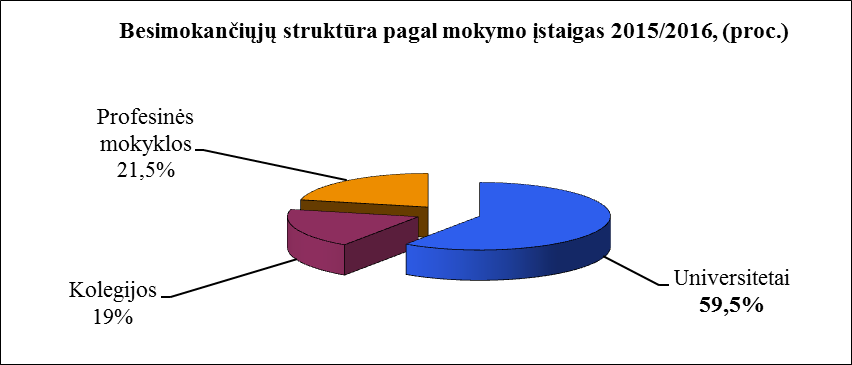 Besimokančiųjų struktūra pagal mokymo įstaigas 2015/2016, (proc.)
Profesinės
mokyklos
21,5%
Kolegijos
19%
Universitetai
59,5%